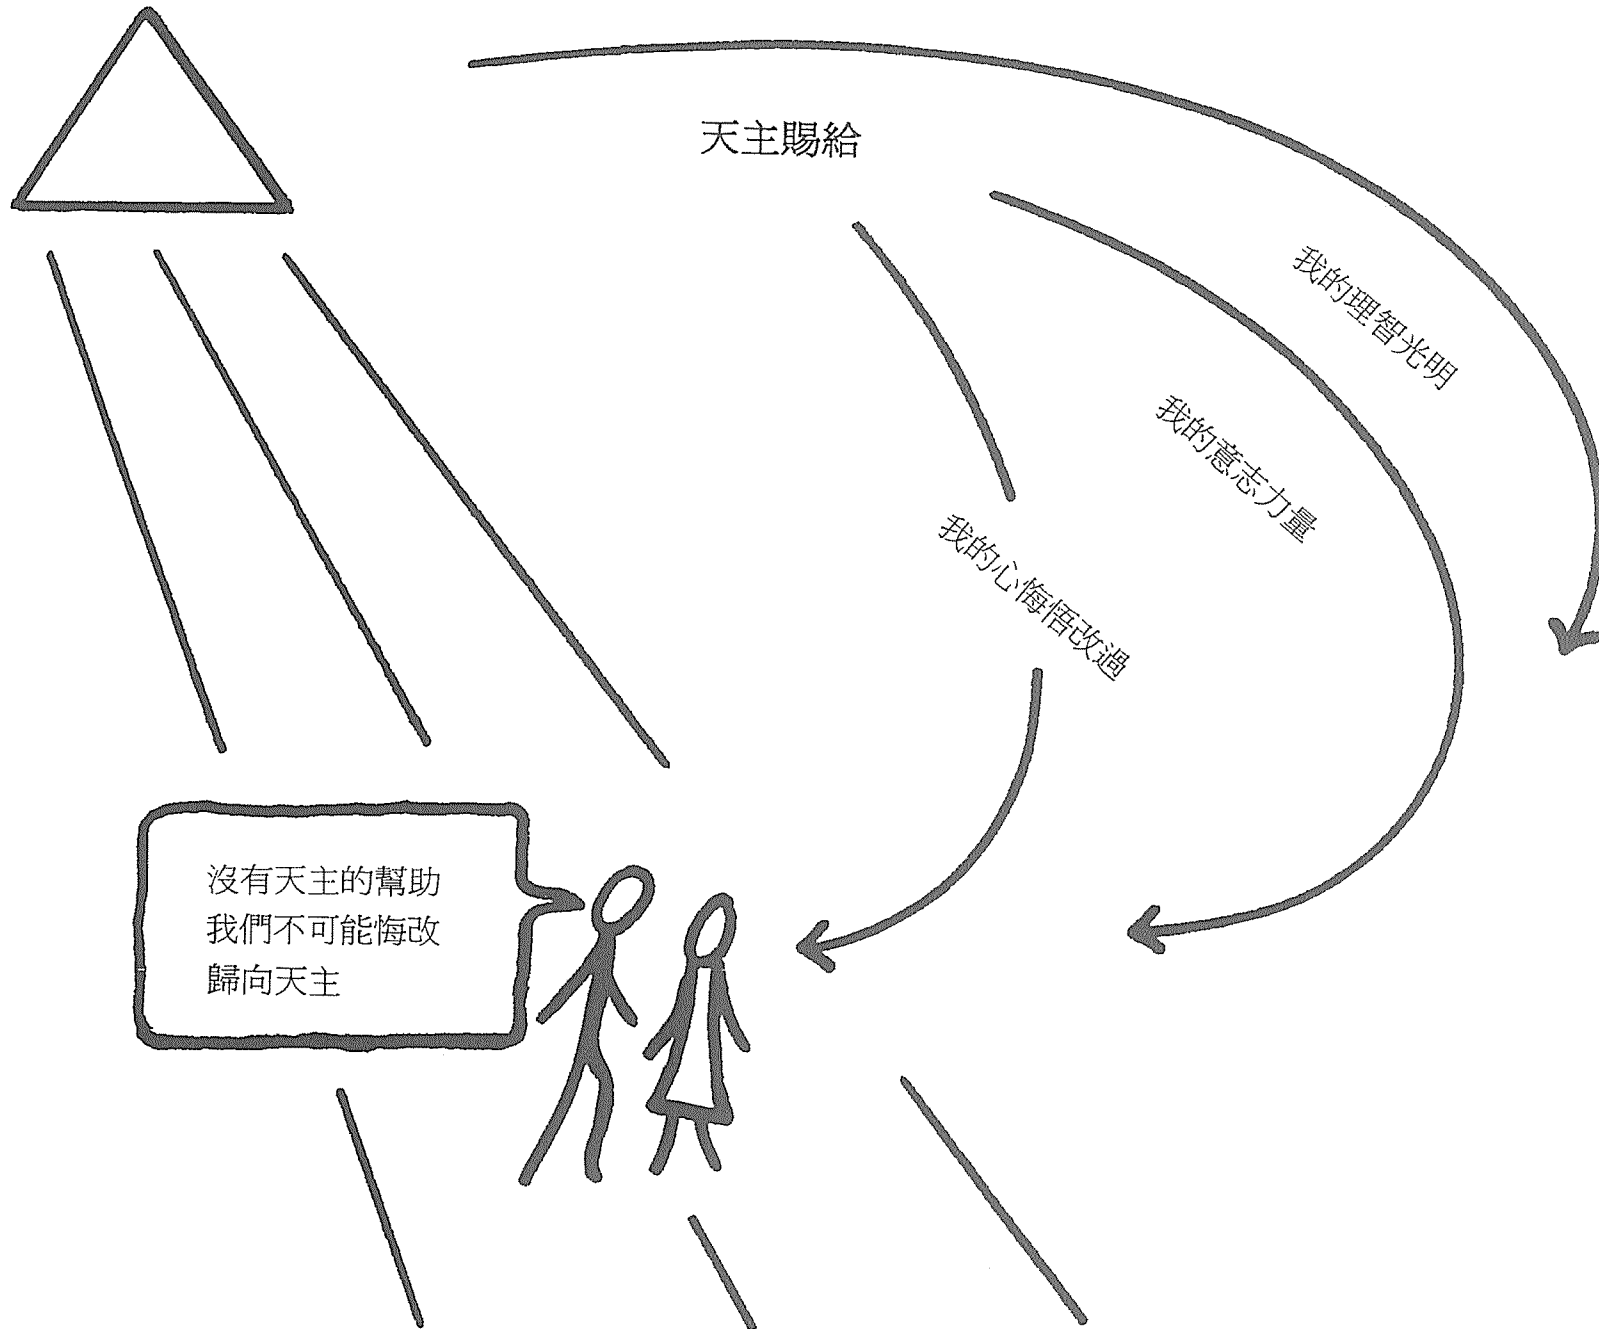 天主賜給
我的理智光明
我的意志力量
我的心悔悟改過
沒有天主的幫助
我們不可能悔改
歸向天主